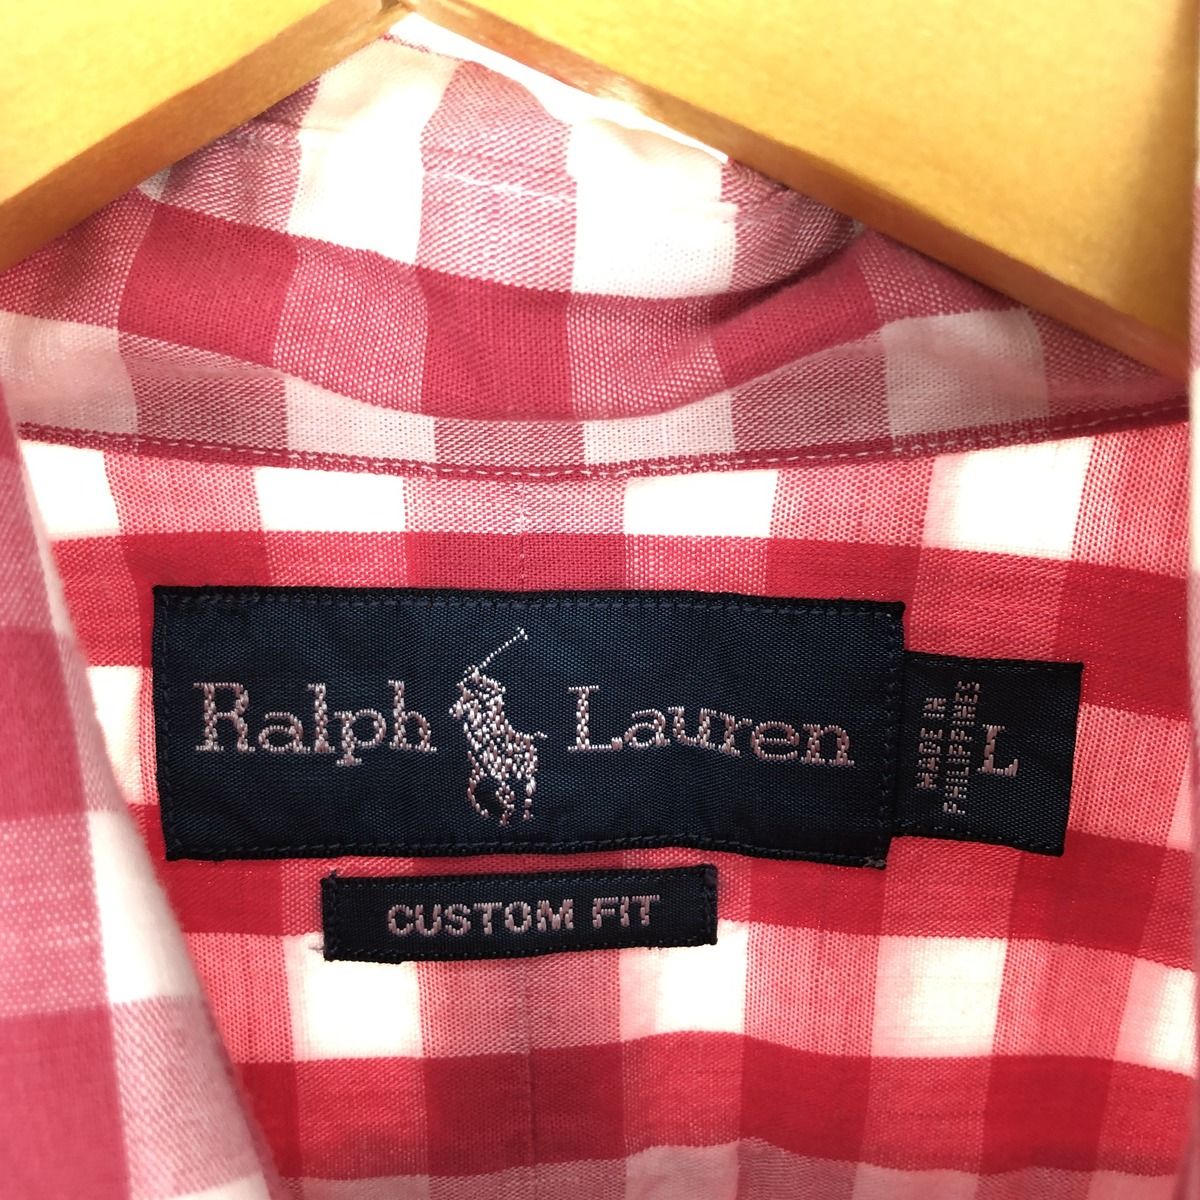 Ralph Lauren
MADE IN
PHILIPPINES
L
CUSTOM FIT